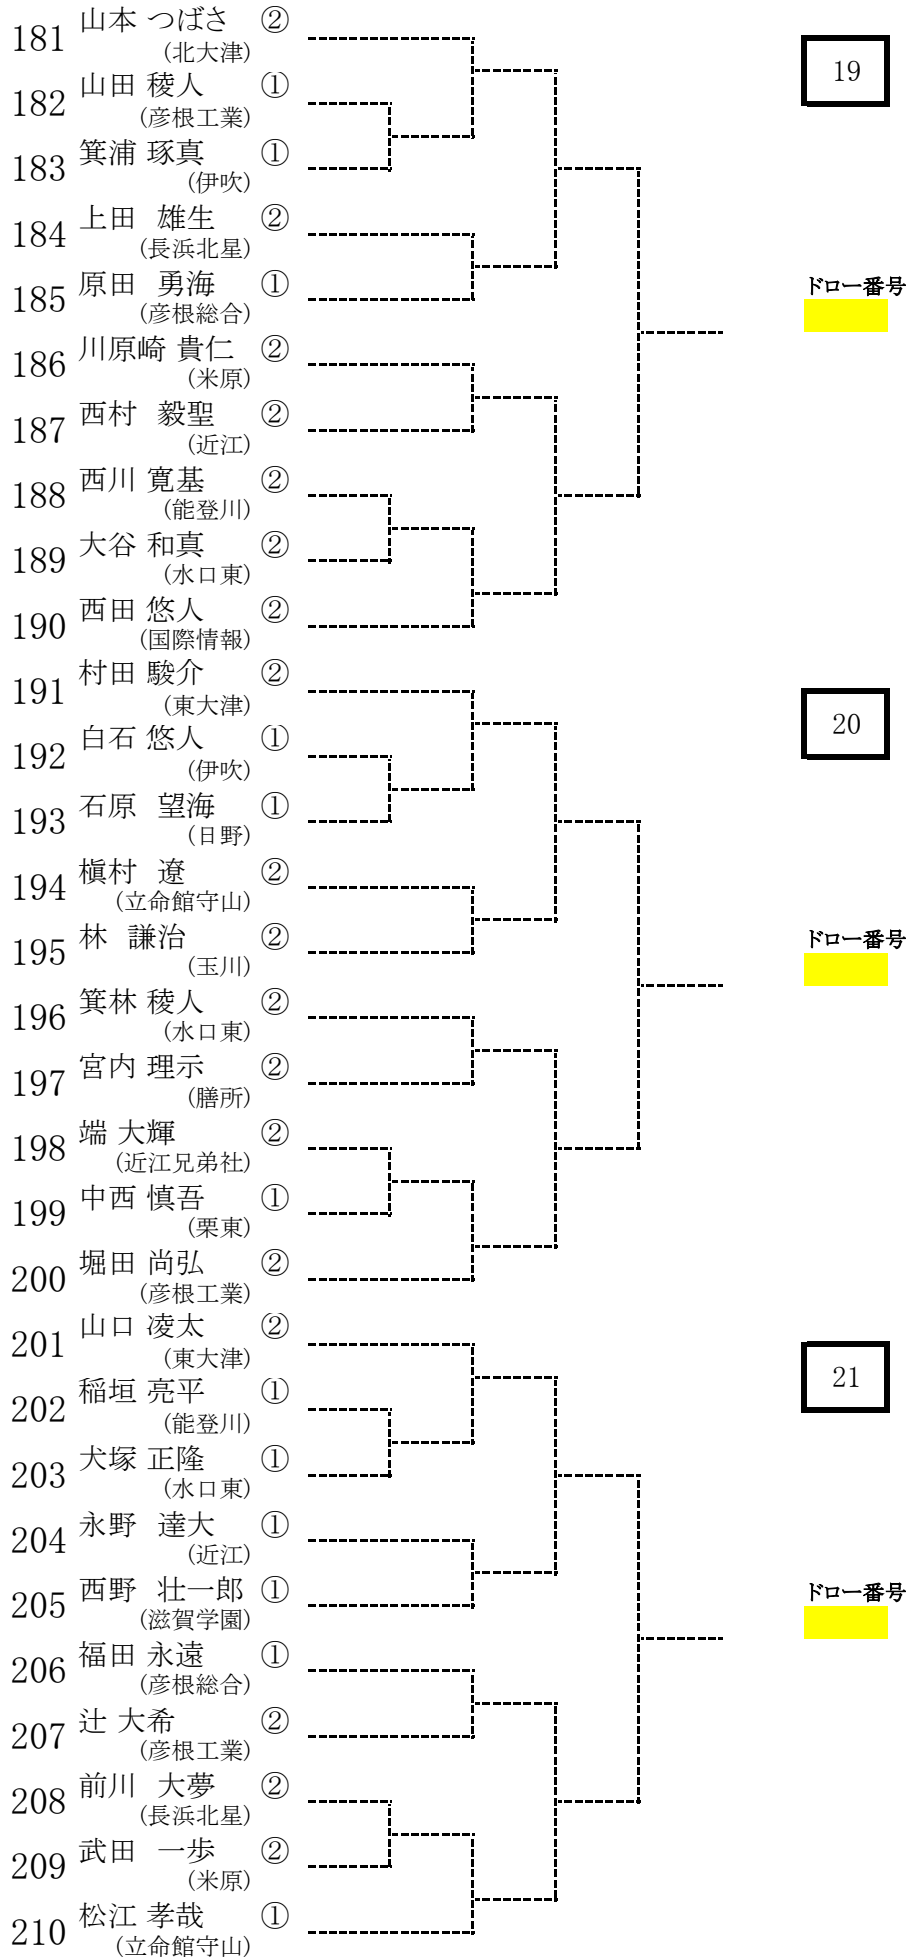 181 山本 つばさ ②
(北大津)
19
182 山田 稜人 ①
(彦根工業)
183 箕浦 琢真 ①
(伊吹)
184 上田 雄生 ②
(長浜北星)
185 原田 勇海 ①
(彦根総合)
ドロー番号
186 川原崎 貴仁 ②
(米原)
187 西村 毅聖 ②
(近江)
188 西川 寛基 ②
(能登川)
189 大谷 和真 ②
(水口東)
190 西田 悠人 ②
(国際情報)
191 村田 駿介 ②
(東大津)
20
192 白石 悠人 ①
(伊吹)
193 石原 望海 ①
(日野)
194 槇村 遼 ②
(立命館守山)
195 林 謙治 ②
(玉川)
ドロー番号
196 箕林 稜人 ②
(水口東)
197 宮内 理示 ②
(膳所)
198 端 大輝 ②
(近江兄弟社)
199 中西 慎吾 ①
(栗東)
200 堀田 尚弘 ②
(彦根工業)
201 山口 凌太 ②
(東大津)
21
202 稲垣 亮平 ①
(能登川)
203 犬塚 正隆 ①
(水口東)
204 永野 達大 ①
(近江)
205 西野 壮一郎 ①
(滋賀学園)
ドロー番号
206 福田 永遠 ①
(彦根総合)
207 辻 大希 ②
(彦根工業)
208 前川 大夢 ②
(長浜北星)
209 武田 一歩 ②
(米原)
210 松江 孝哉 ①
(立命館守山)